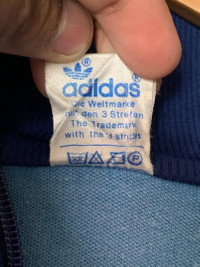 ®
adidas®
die Weltmarke
mit den 3 Streifen
The Trademark
with the 3 stripes